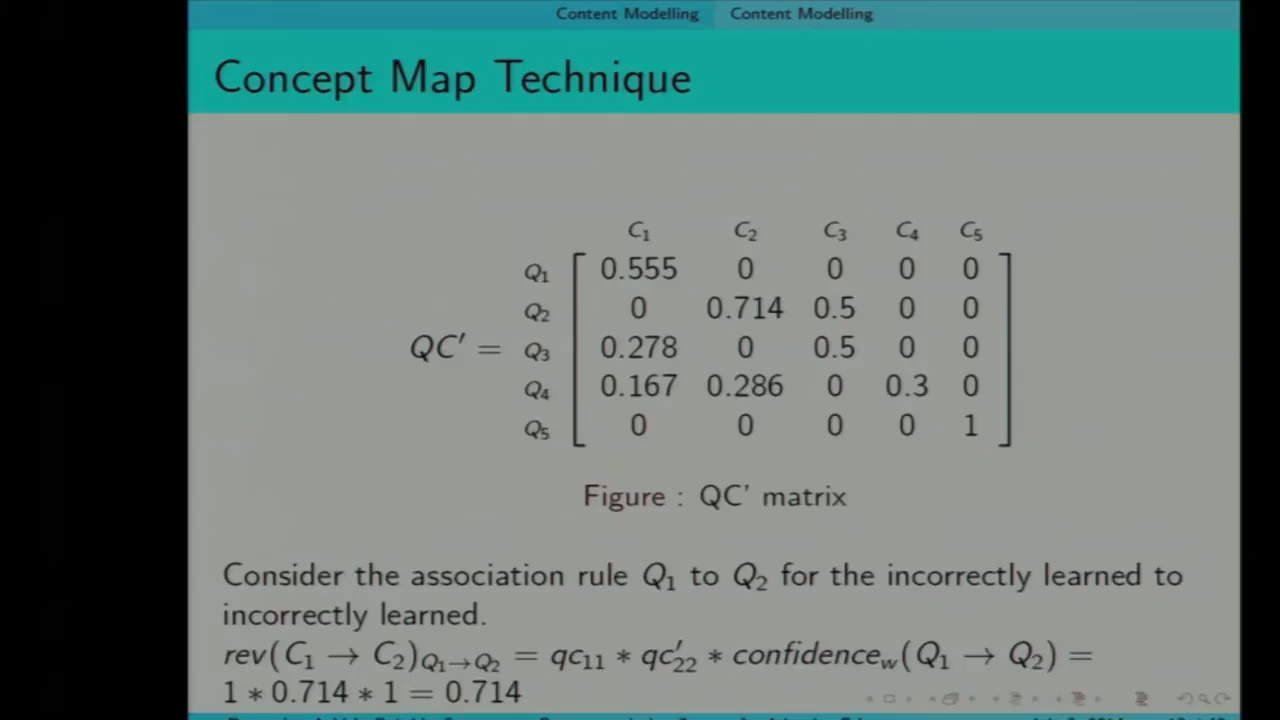 Content Modelling Content Modelling
Concept Map Technique
C₁ C₂ C₃ C₄ C₅
Q₁ 0.555 0 0 0 0
Q₂ 0 0.714 0.5 0 0
QC′ = Q₃ 0.278 0 0.5 0 0
Q₄ 0.167 0.286 0 0.3 0
Q₅ 0 0 0 0 1
Figure : QC' matrix
Consider the association rule Q₁ to Q₂ for the incorrectly learned to
incorrectly learned.
rev(C₁ → C₂)Q₁→Q₂ = qc₁₁ * qc′₂₂ * confidence_w(Q₁ → Q₂) =
1 * 0.714 * 1 = 0.714